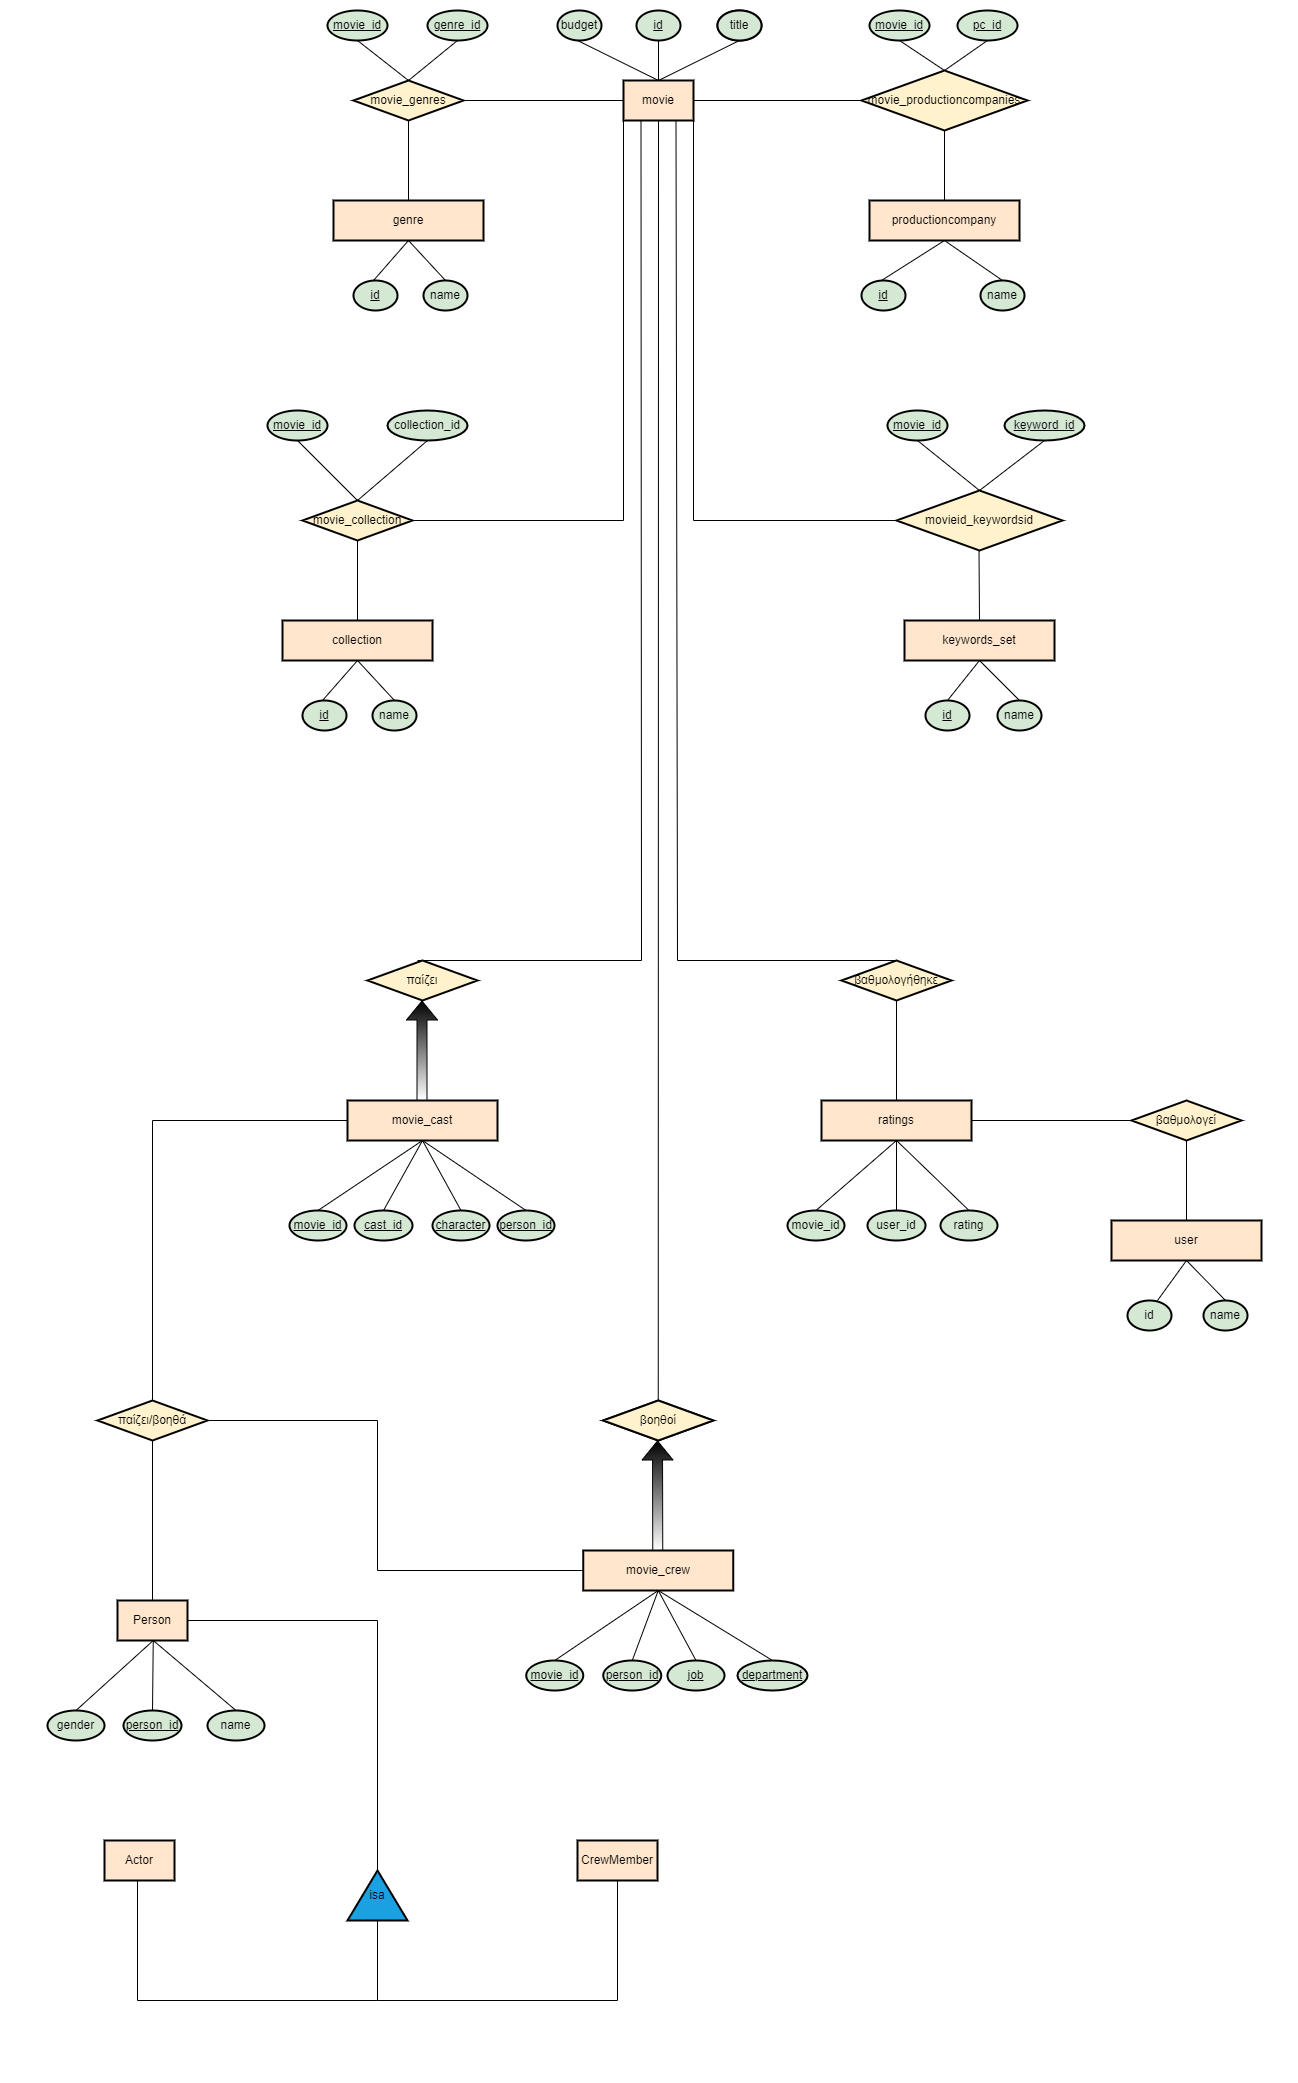 movie_id
genre_id
budget
id
title
movie_id
pc_id
movie_genres
movie
movie_productioncompanies
genre
productioncompany
id
name
id
name
movie_id
collection_id
movie_id
keyword_id
movie_collection
movieid_keywordsid
collection
keywords_set
id
name
id
name
παίζει
βαθμολογήθηκε
movie_cast
ratings
βαθμολογεί
movie_id
cast_id
character
person_id
movie_id
user_id
rating
user
id
name
παίζει/βοηθά
βοηθοί
movie_crew
Person
movie_id
person_id
job
department
gender
person_id
name
Actor
CrewMember
isa